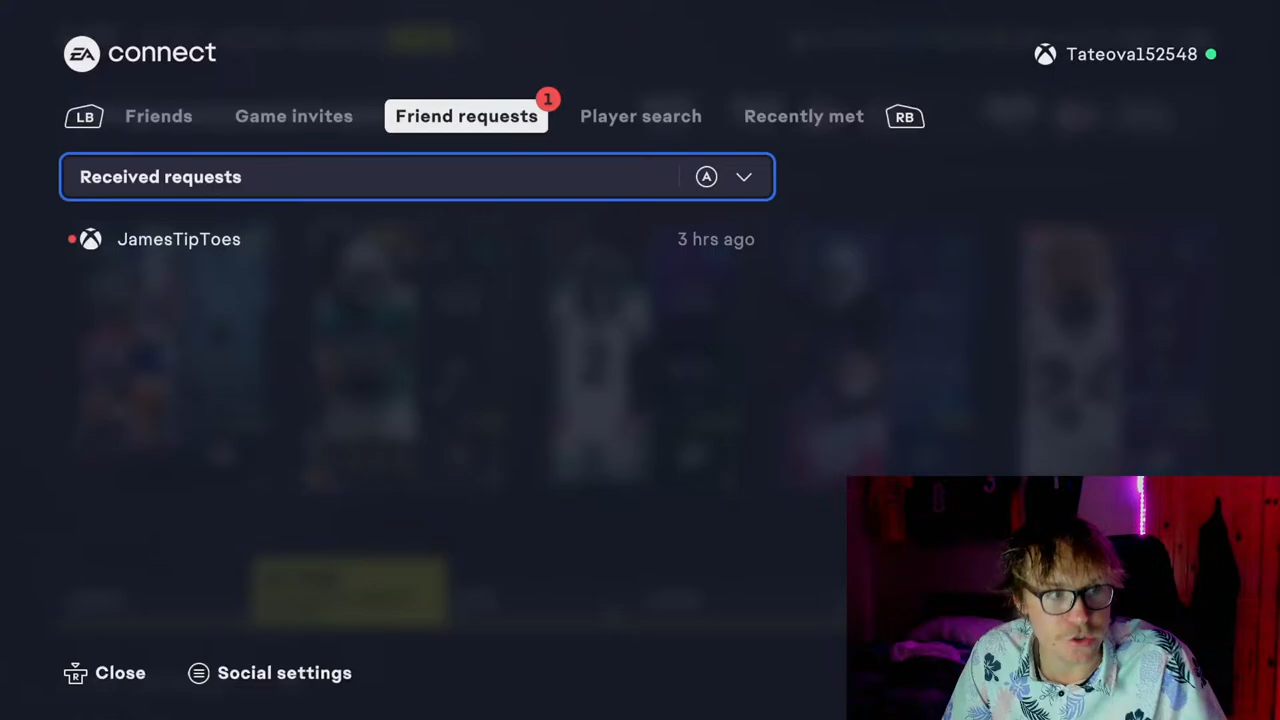 EA connect
Tateova152548
LB Friends Game invites Friend requests 1 Player search Recently met RB
Received requests A
JamesTipToes 3 hrs ago
R Close Social settings